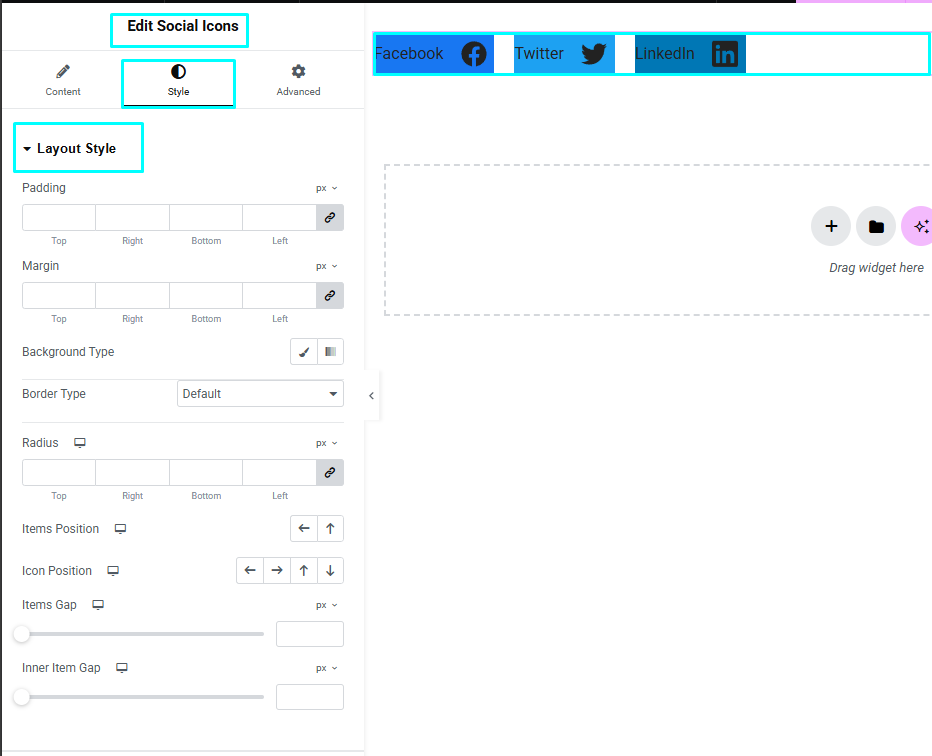 Edit Social Icons
Content
Style
Advanced
Layout Style
Padding px
Top Right Bottom Left
Margin px
Top Right Bottom Left
Background Type
Border Type Default
Radius px
Top Right Bottom Left
Items Position
Icon Position
Items Gap px
Inner Item Gap px
Facebook Twitter LinkedIn
Drag widget here